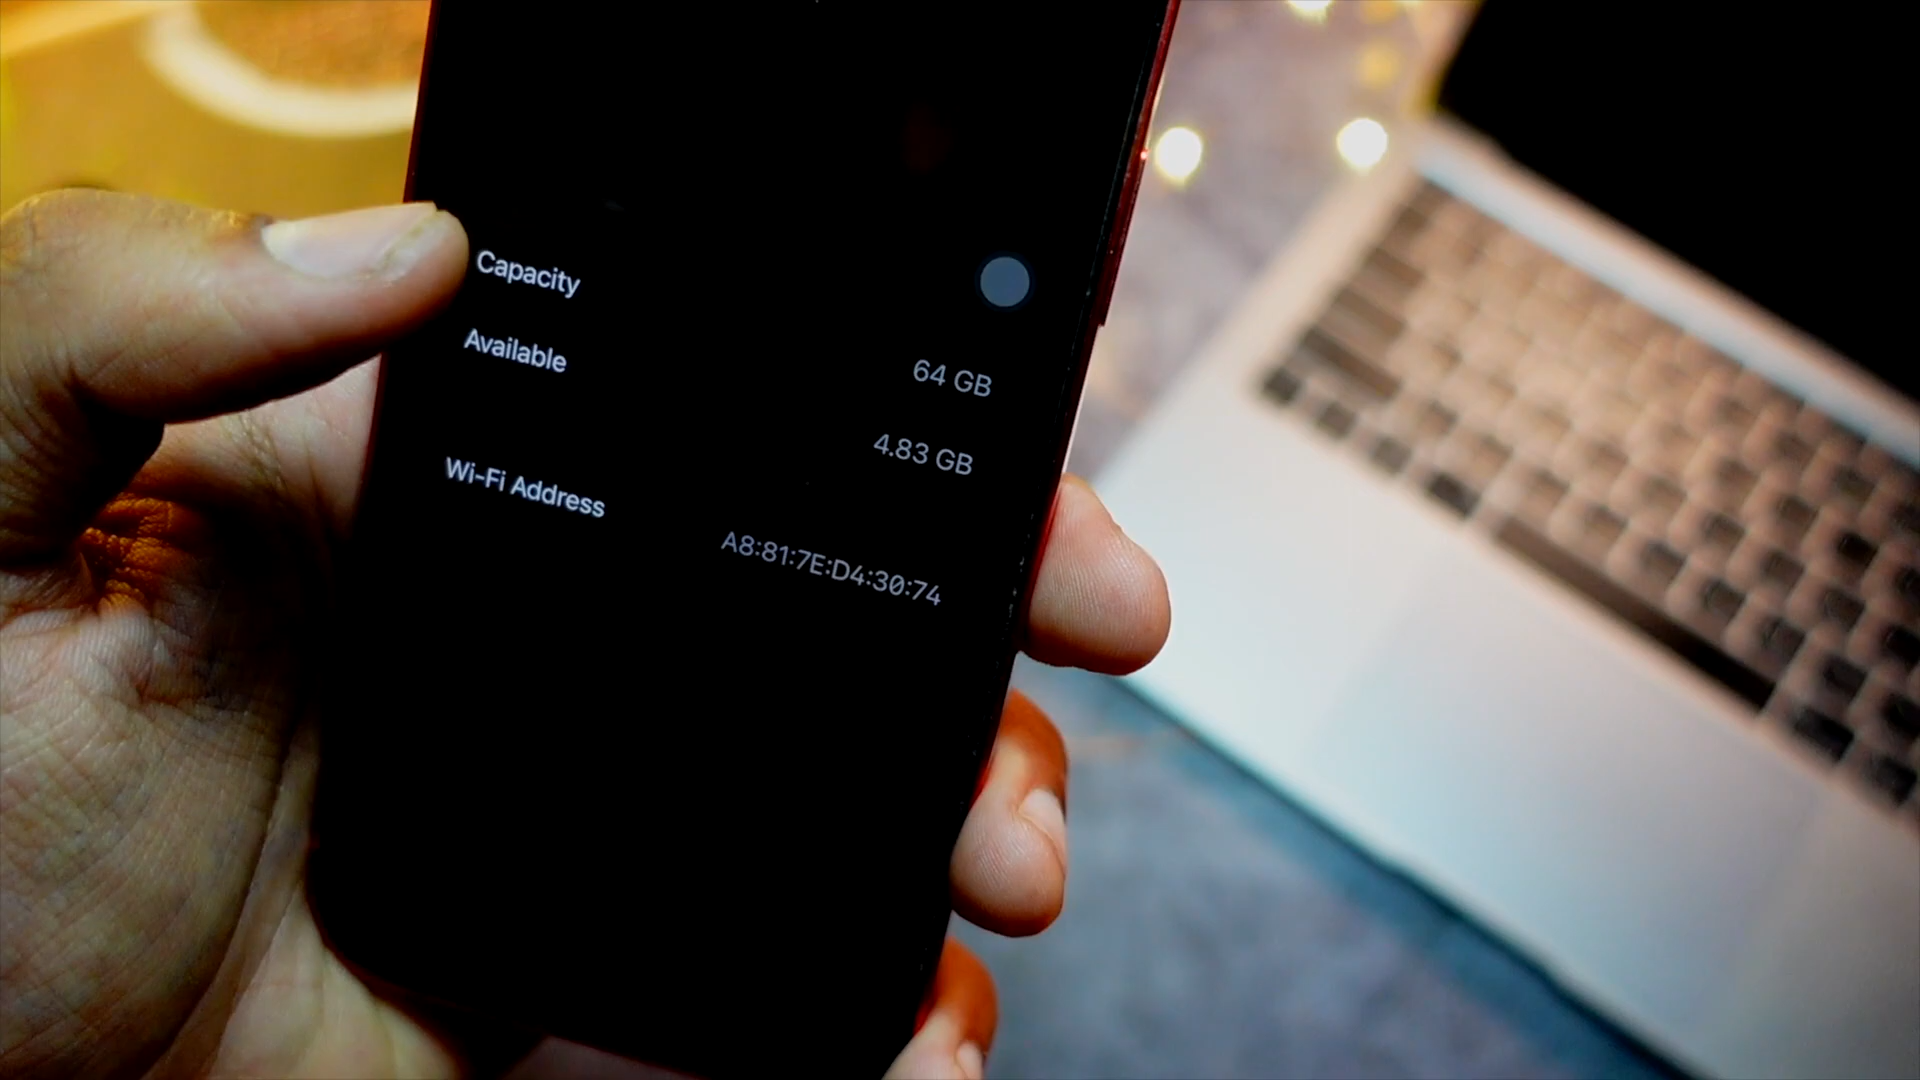 Capacity
64 GB
Available
4.83 GB
Wi-Fi Address
A8:81:7E:D4:30:74